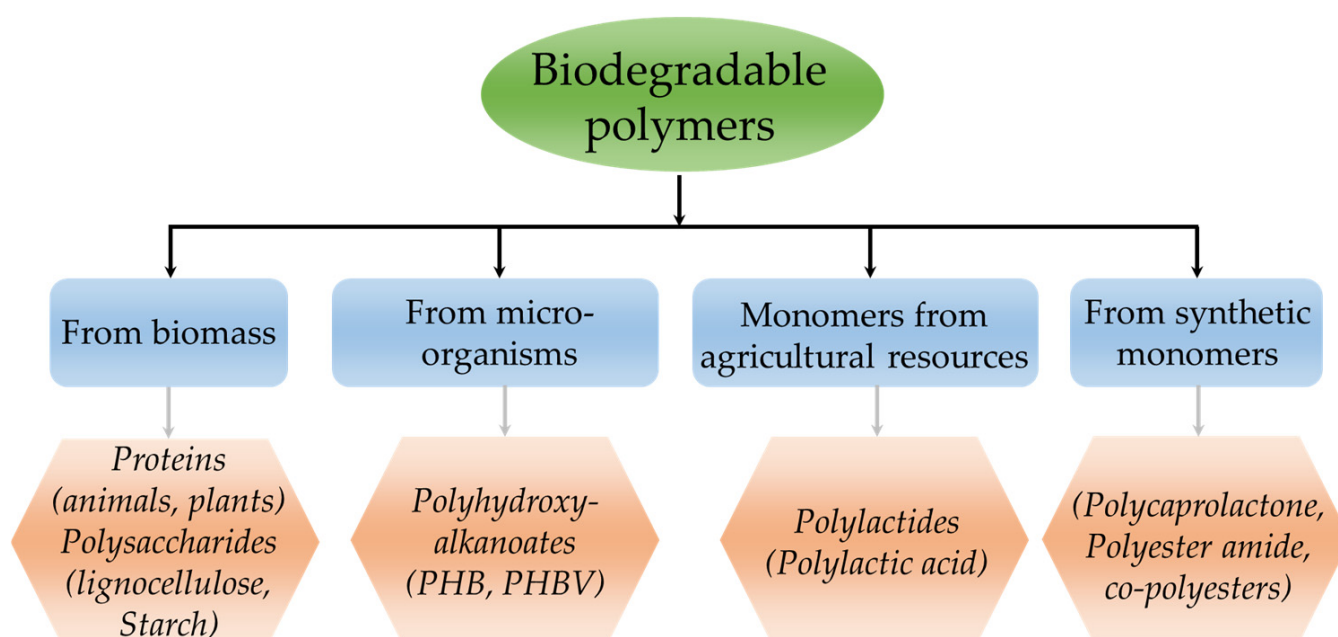 Biodegradable
polymers
From biomass
From micro-
organisms
Monomers from
agricultural resources
From synthetic
monomers
Proteins
(animals, plants)
Polysaccharides
(lignocellulose,
Starch)
Polyhydroxy-
alkanoates
(PHB, PHBV)
Polylactides
(Polylactic acid)
(Polycaprolactone,
Polyester amide,
co-polyesters)